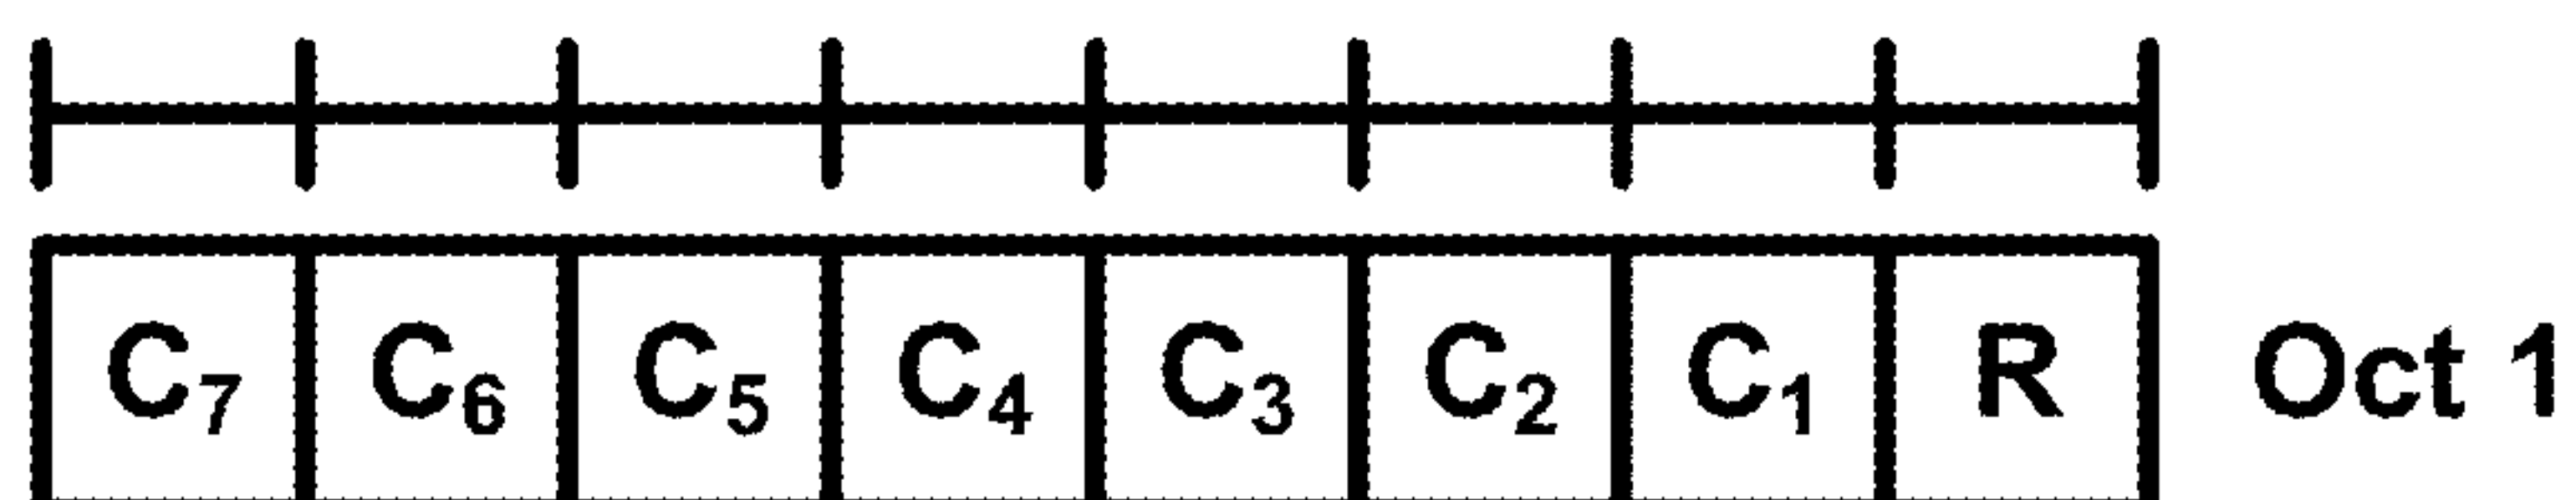 C₇ C₆ C₅ C₄ C₃ C₂ C₁ R Oct 1